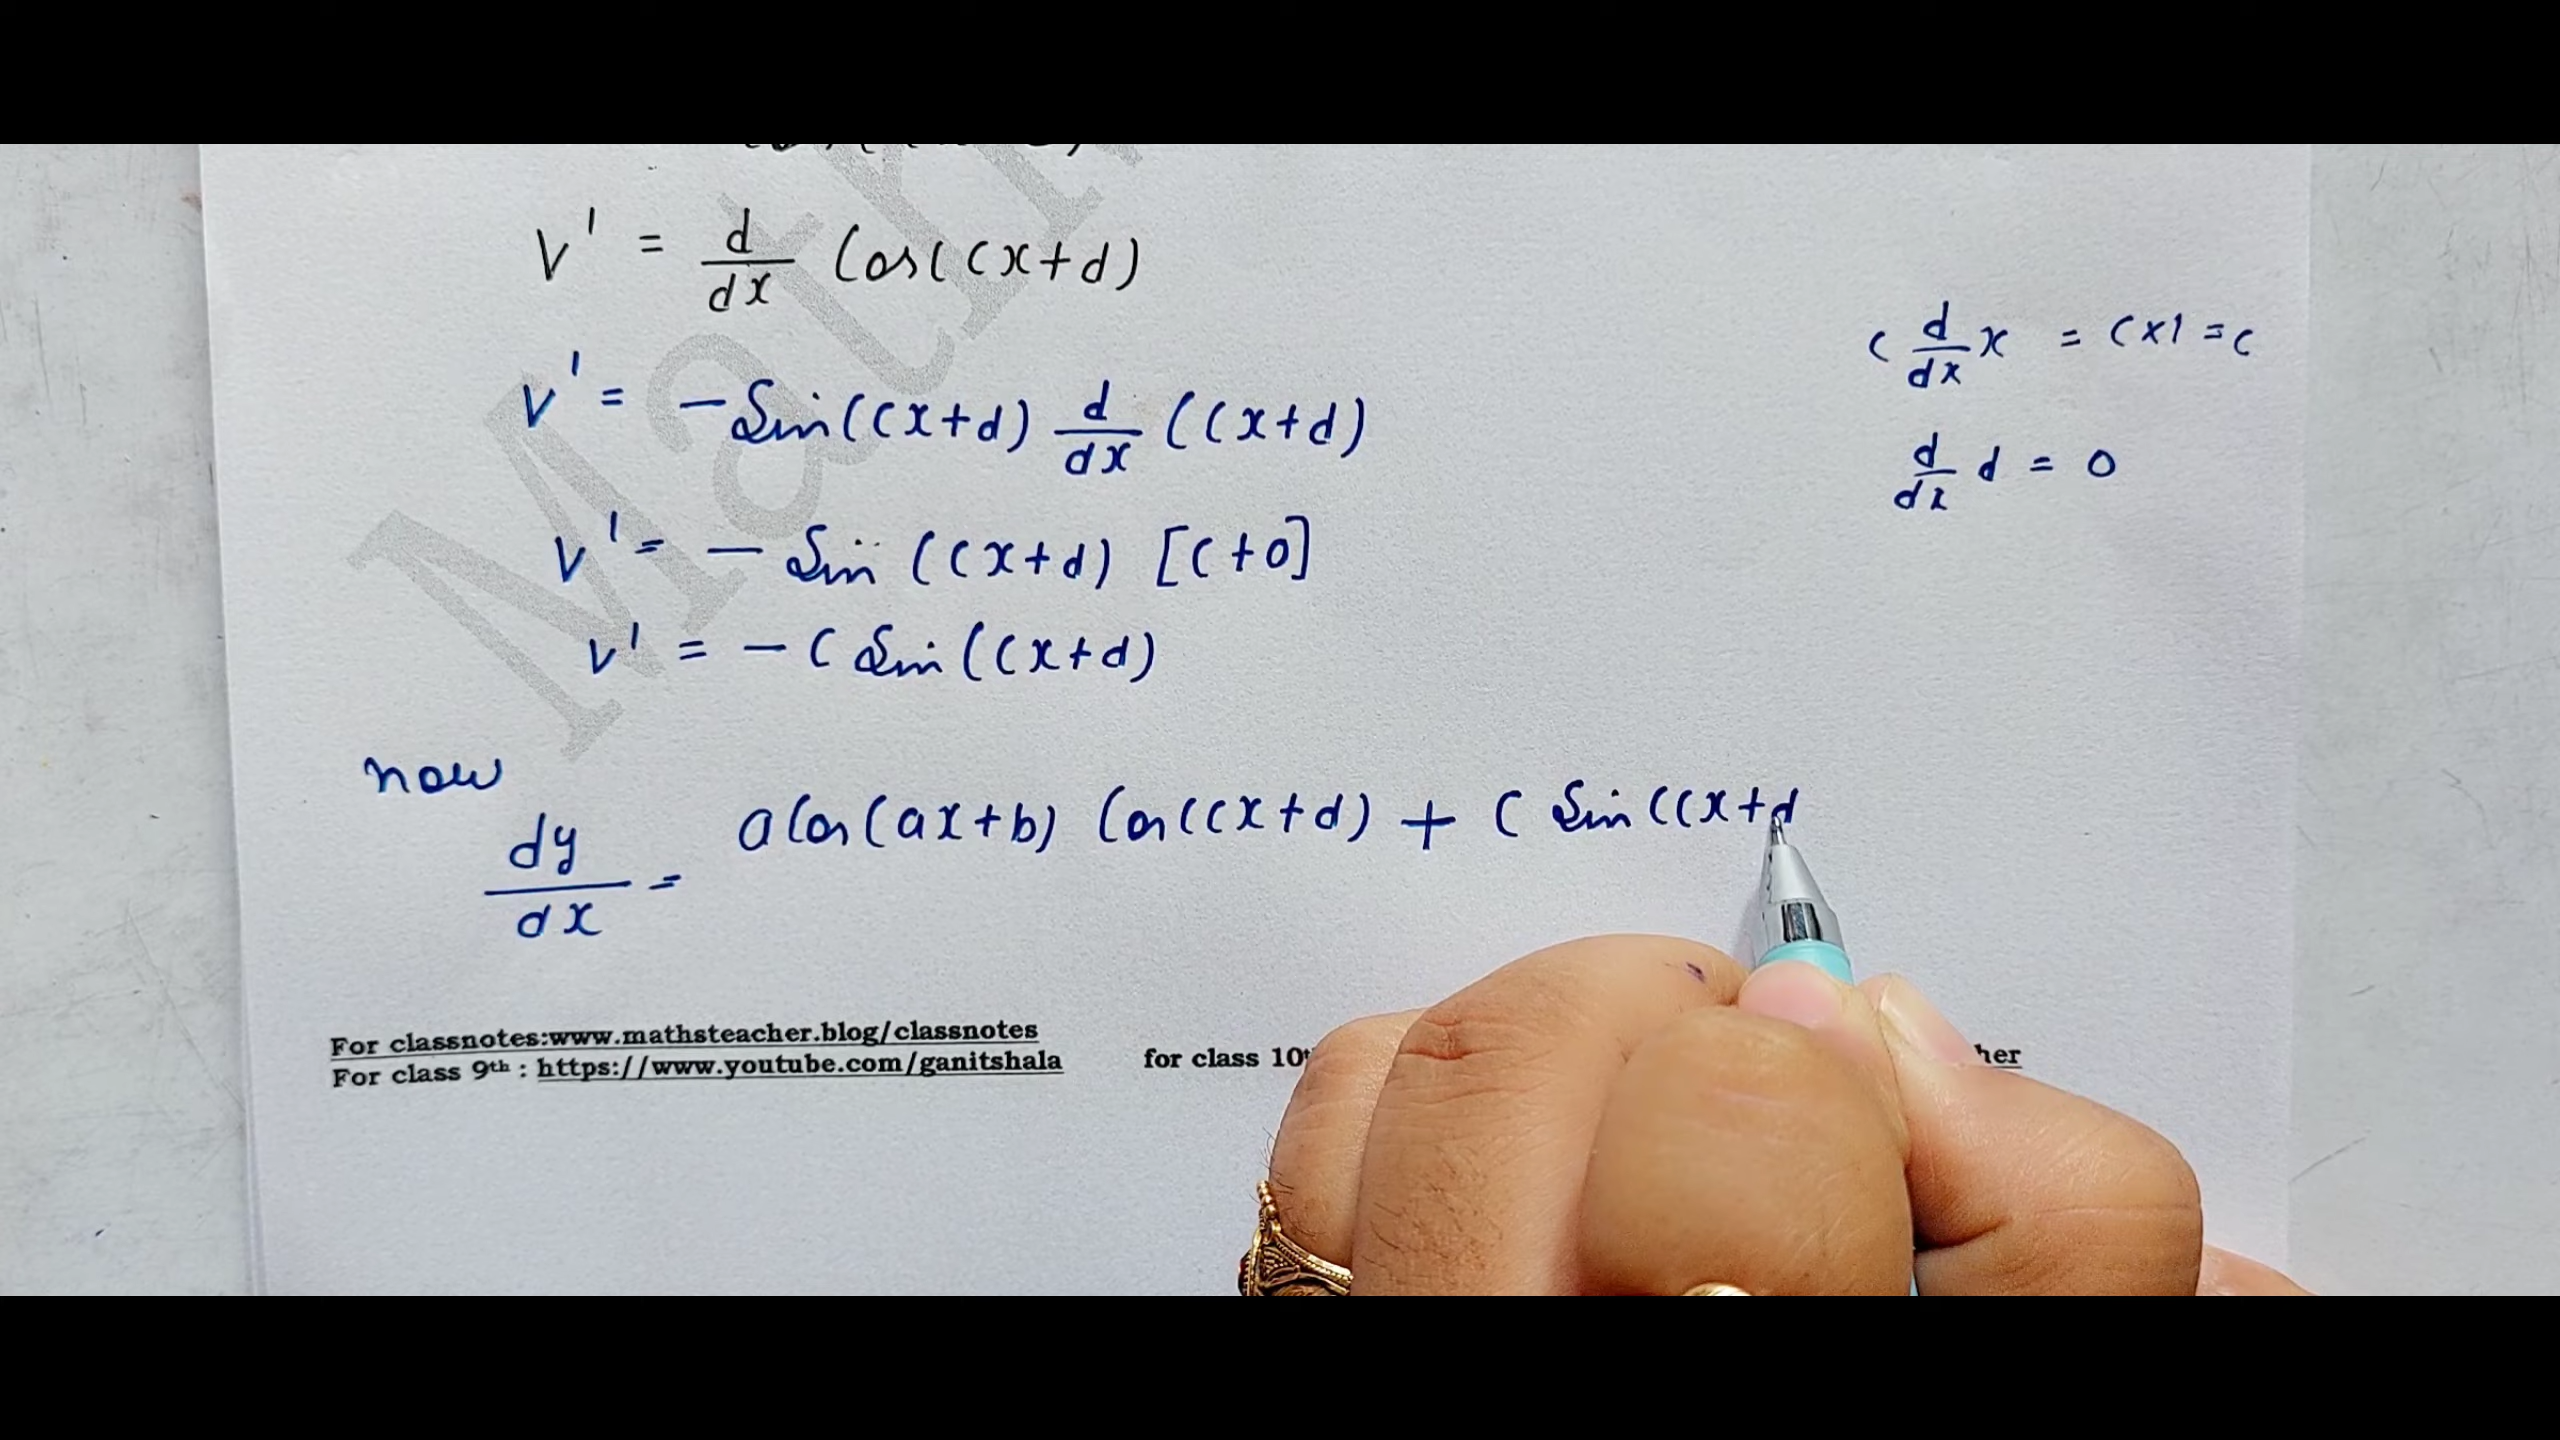 V' = d/dx Cos(cx+d)
c d/dx x = c×1 = c
V' = -Sin(cx+d) d/dx (cx+d)
d/dx d = 0
V' = - Sin (cx+d) [c+0]
V' = - c Sin(cx+d)
now
dy/dx = a Cos(ax+b) Cos(cx+d) + c Sin(cx+d
For classnotes:www.mathsteacher.blog/classnotes
For class 9th : https://www.youtube.com/ganitshala for class 10t her